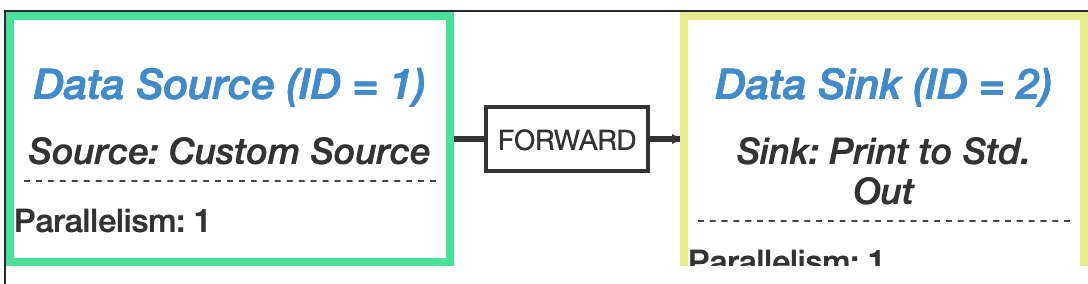 Data Source (ID = 1)
Source: Custom Source
Parallelism: 1
FORWARD
Data Sink (ID = 2)
Sink: Print to Std.
Out
Parallelism: 1